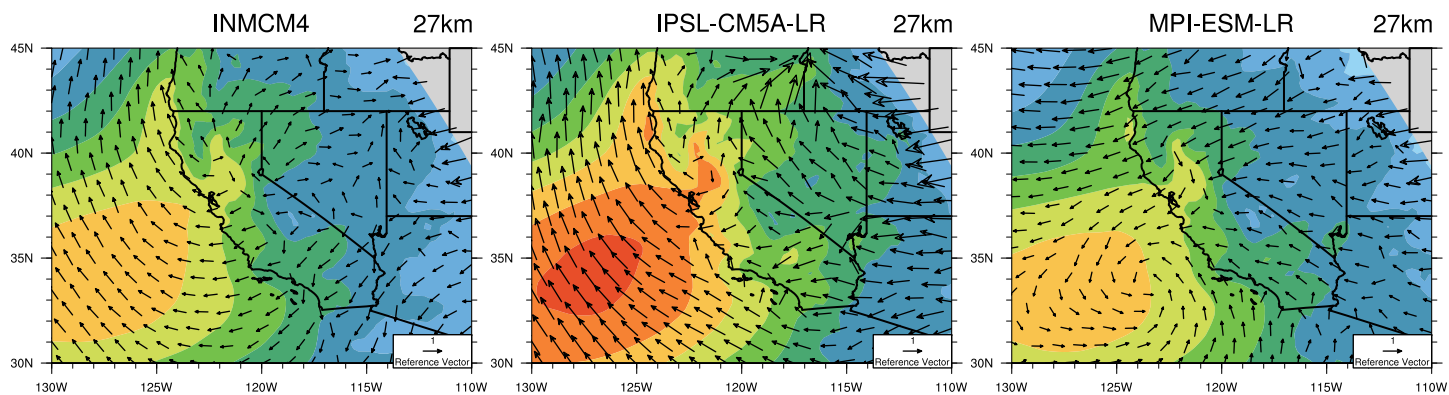 INMCM4 27km
45N
40N
35N
30N
130W 125W 120W 115W 110W
1
Reference Vector
IPSL-CM5A-LR 27km
45N
40N
35N
30N
130W 125W 120W 115W 110W
1
Reference Vector
MPI-ESM-LR 27km
45N
40N
35N
30N
130W 125W 120W 115W 110W
1
Reference Vector